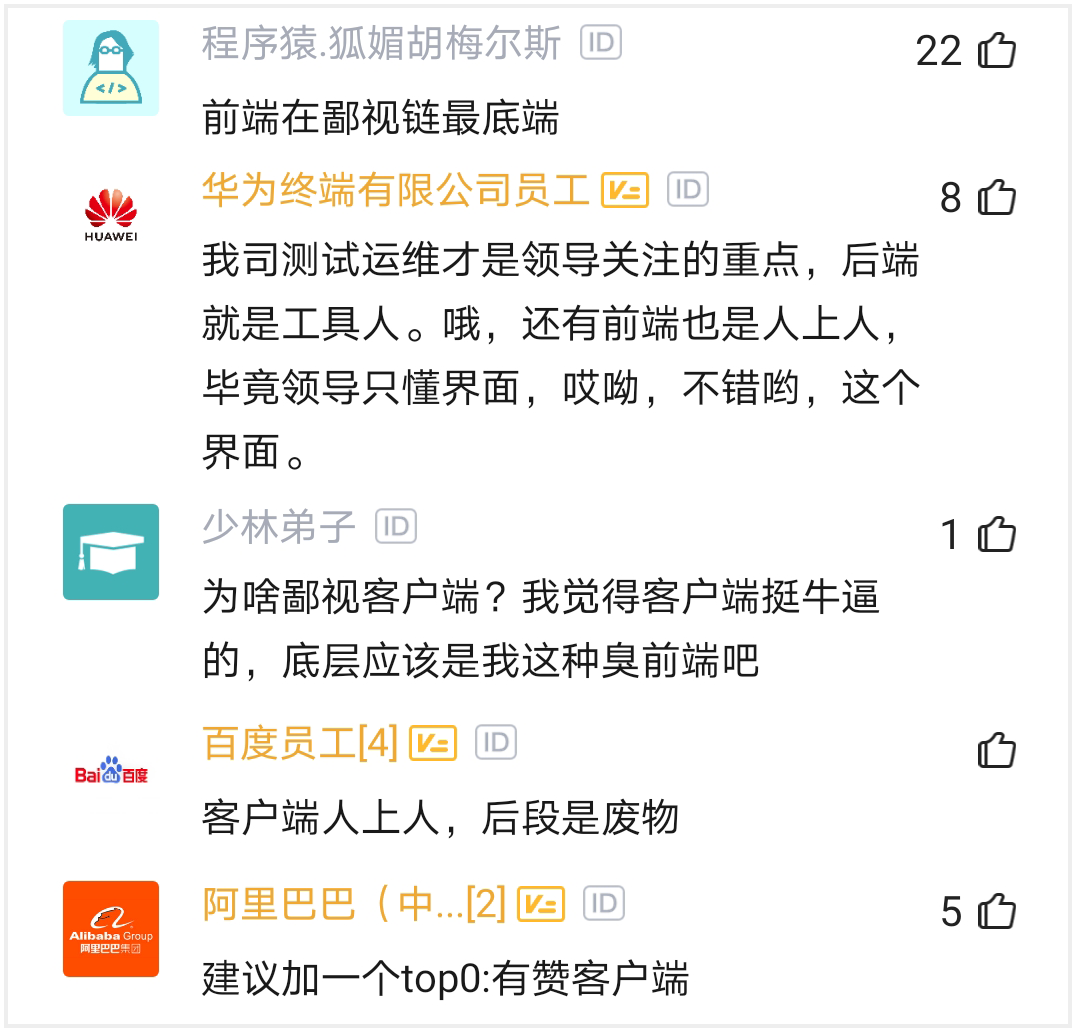 程序猿.狐媚胡梅尔斯 ID
22
</>
前端在鄙视链最底端
华为终端有限公司员工 V ID
8
HUAWEI
我司测试运维才是领导关注的重点，后端
就是工具人。哦，还有前端也是人上人，
毕竟领导只懂界面，哎呦，不错哟，这个
界面。
少林弟子 ID
1
为啥鄙视客户端？我觉得客户端挺牛逼
的，底层应该是我这种臭前端吧
百度员工[4] V ID
Bai du 百度
客户端人上人，后段是废物
阿里巴巴（中...[2] V ID
5
Alibaba Group
阿里巴巴集团
建议加一个top0:有赞客户端